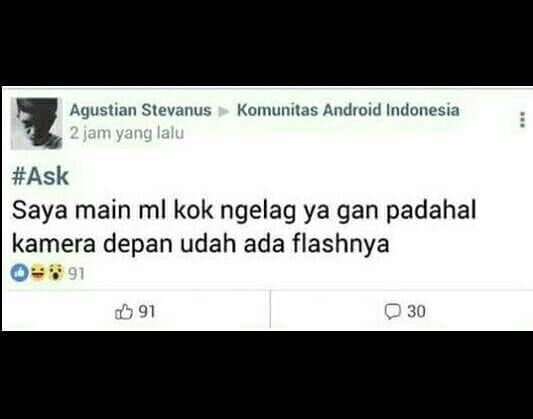 Agustian Stevanus ▶ Komunitas Android Indonesia
2 jam yang lalu
#Ask
Saya main ml kok ngelag ya gan padahal
kamera depan udah ada flashnya
91
91
30